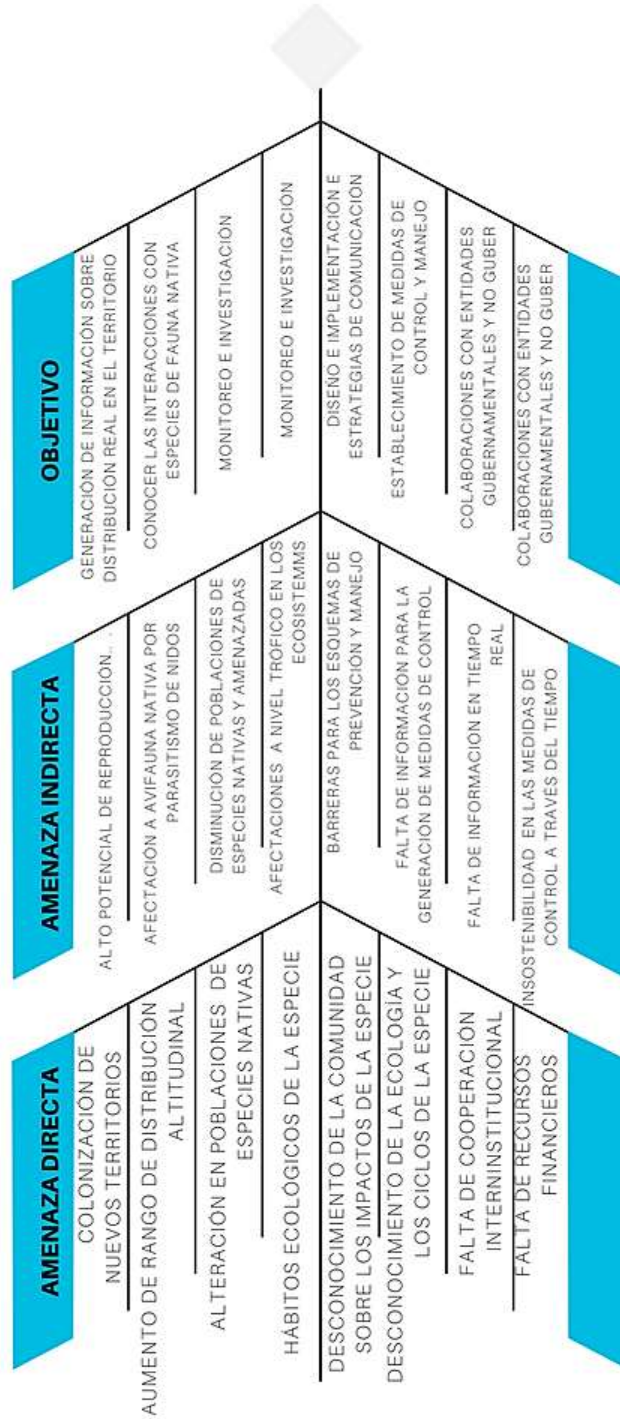 AMENAZA DIRECTA
COLONIZACIÓN DE
NUEVOS TERRITORIOS
AUMENTO DE RANGO DE DISTRIBUCIÓN
ALTITUDINAL
ALTERACIÓN EN POBLACIONES DE
ESPECIES NATIVAS
HÁBITOS ECOLÓGICOS DE LA ESPECIE
DESCONOCIMIENTO DE LA COMUNIDAD
SOBRE LOS IMPACTOS DE LA ESPECIE
DESCONOCIMIENTO DE LA ECOLOGÍA Y
LOS CICLOS DE LA ESPECIE
FALTA DE COOPERACIÓN
INTERNINSTITUCIONAL
FALTA DE RECURSOS
FINANCIEROS
AMENAZA INDIRECTA
ALTO POTENCIAL DE REPRODUCCIÓN. .
AFECTACIÓN A AVIFAUNA NATIVA POR
PARASITISMO DE NIDOS
DISMINUCIÓN DE POBLACIONES DE
ESPECIES NATIVAS Y AMENAZADAS
AFECTACIONES A NIVEL TRÓFICO EN LOS
ECOSISTEMMS
BARRERAS PARA LOS ESQUEMAS DE
PREVENCIÓN Y MANEJO
FALTA DE INFORMACIÓN PARA LA
GENERACIÓN DE MEDIDAS DE CONTROL
FALTA DE INFORMACION EN TIEMPO
REAL
INSOSTENIBILIDAD EN LAS MEDIDAS DE
CONTROL A TRAVÉS DEL TIEMPO
OBJETIVO
GENERACIÓN DE INFORMACIÓN SOBRE
DISTRIBUCIÓN REAL EN EL TERRITORIO
CONOCER LAS INTERACCIONES CON
ESPECIES DE FAUNA NATIVA
MONITOREO E INVESTIGACIÓN
MONITOREO E INVESTIGACIÓN
DISEÑO E IMPLEMENTACIÓN E
ESTRATEGIAS DE COMUNICACIÓN
ESTABLECIMIENTO DE MEDIDAS DE
CONTROL Y MANEJO
COLABORACIONES CON ENTIDADES
GUBERNAMENTALES Y NO GUBER
COLABORACIONES CON ENTIDADES
GUBERNAMENTALES Y NO GUBER